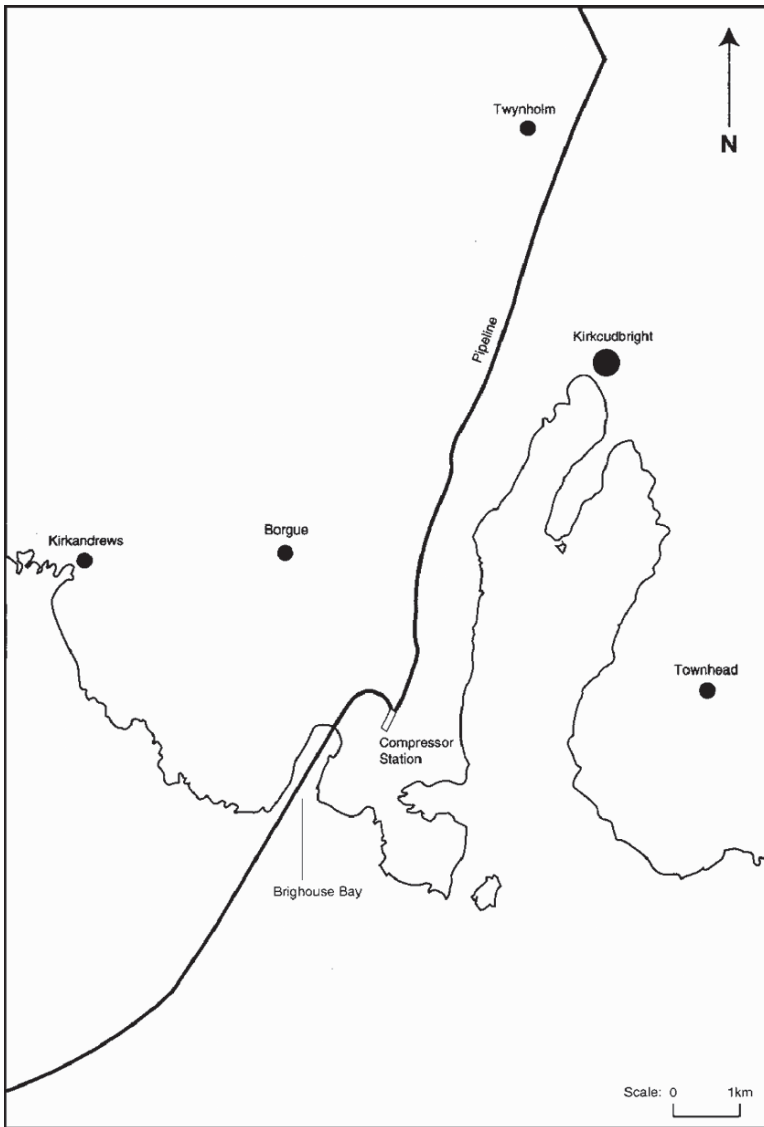 Twynholm
N
Pipeline
Kirkcudbright
Kirkandrews
Borgue
Townhead
Compressor
Station
Brighouse Bay
Scale: 0 1km